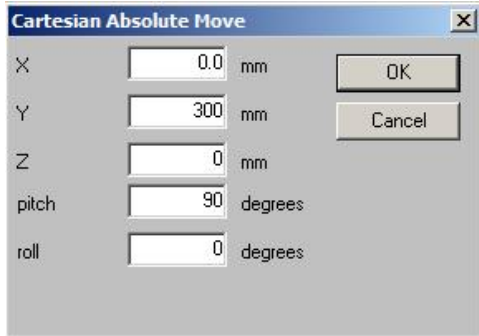 Cartesian Absolute Move
X 0.0 mm OK
Y 300 mm Cancel
Z 0 mm
pitch 90 degrees
roll 0 degrees